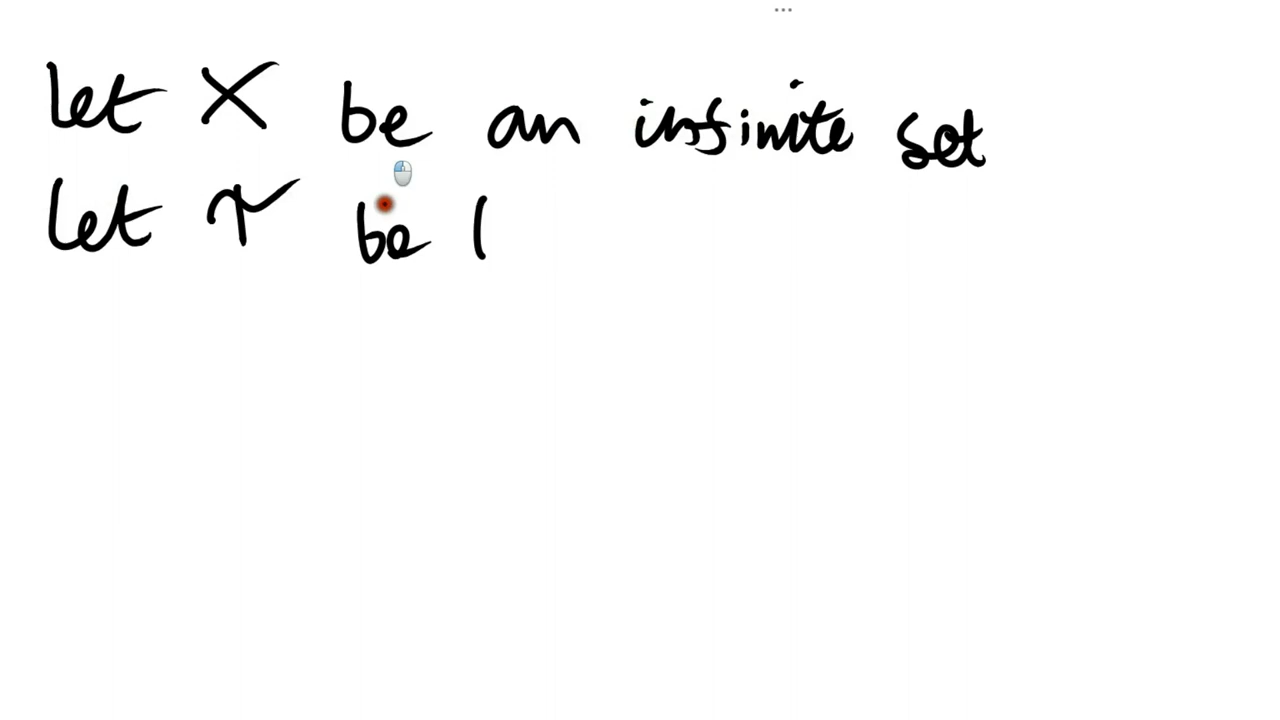 let X be an infinite set
let τ be